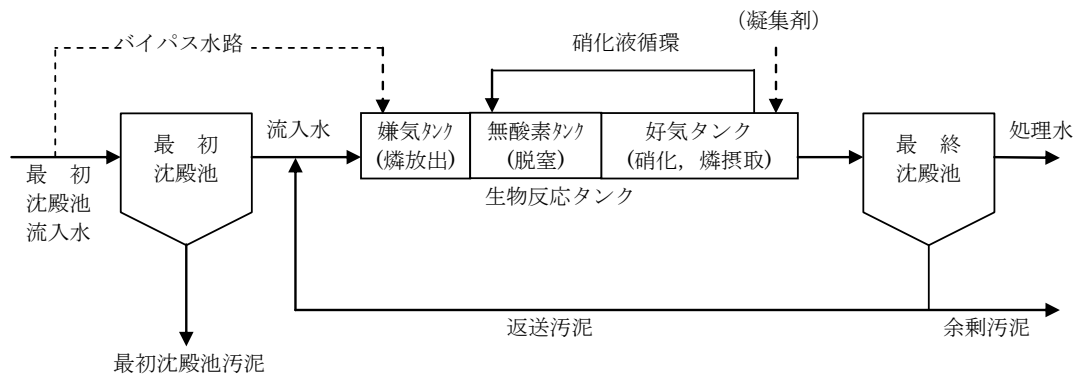 (凝集剤)
バイパス水路
硝化液循環
流入水
嫌気タンク
(燐放出)
無酸素タンク
(脱窒)
好気タンク
(硝化, 燐摂取)
最 初
沈殿池
最 終
沈殿池
処理水
最 初
沈殿池
流入水
生物反応タンク
返送汚泥
余剰汚泥
最初沈殿池汚泥